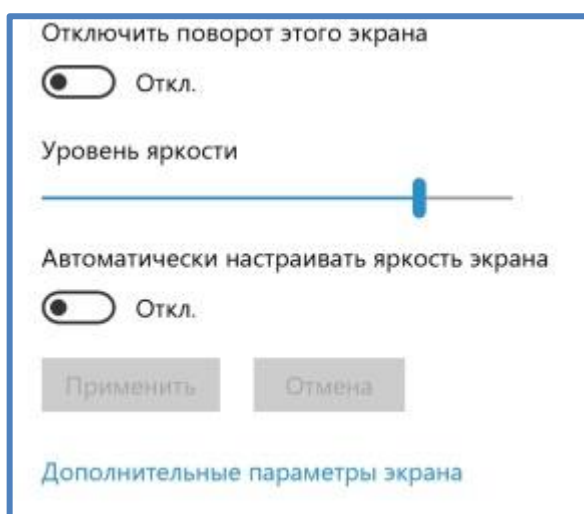 Отключить поворот этого экрана
Откл.
Уровень яркости
Автоматически настраивать яркость экрана
Откл.
Применить Отмена
Дополнительные параметры экрана